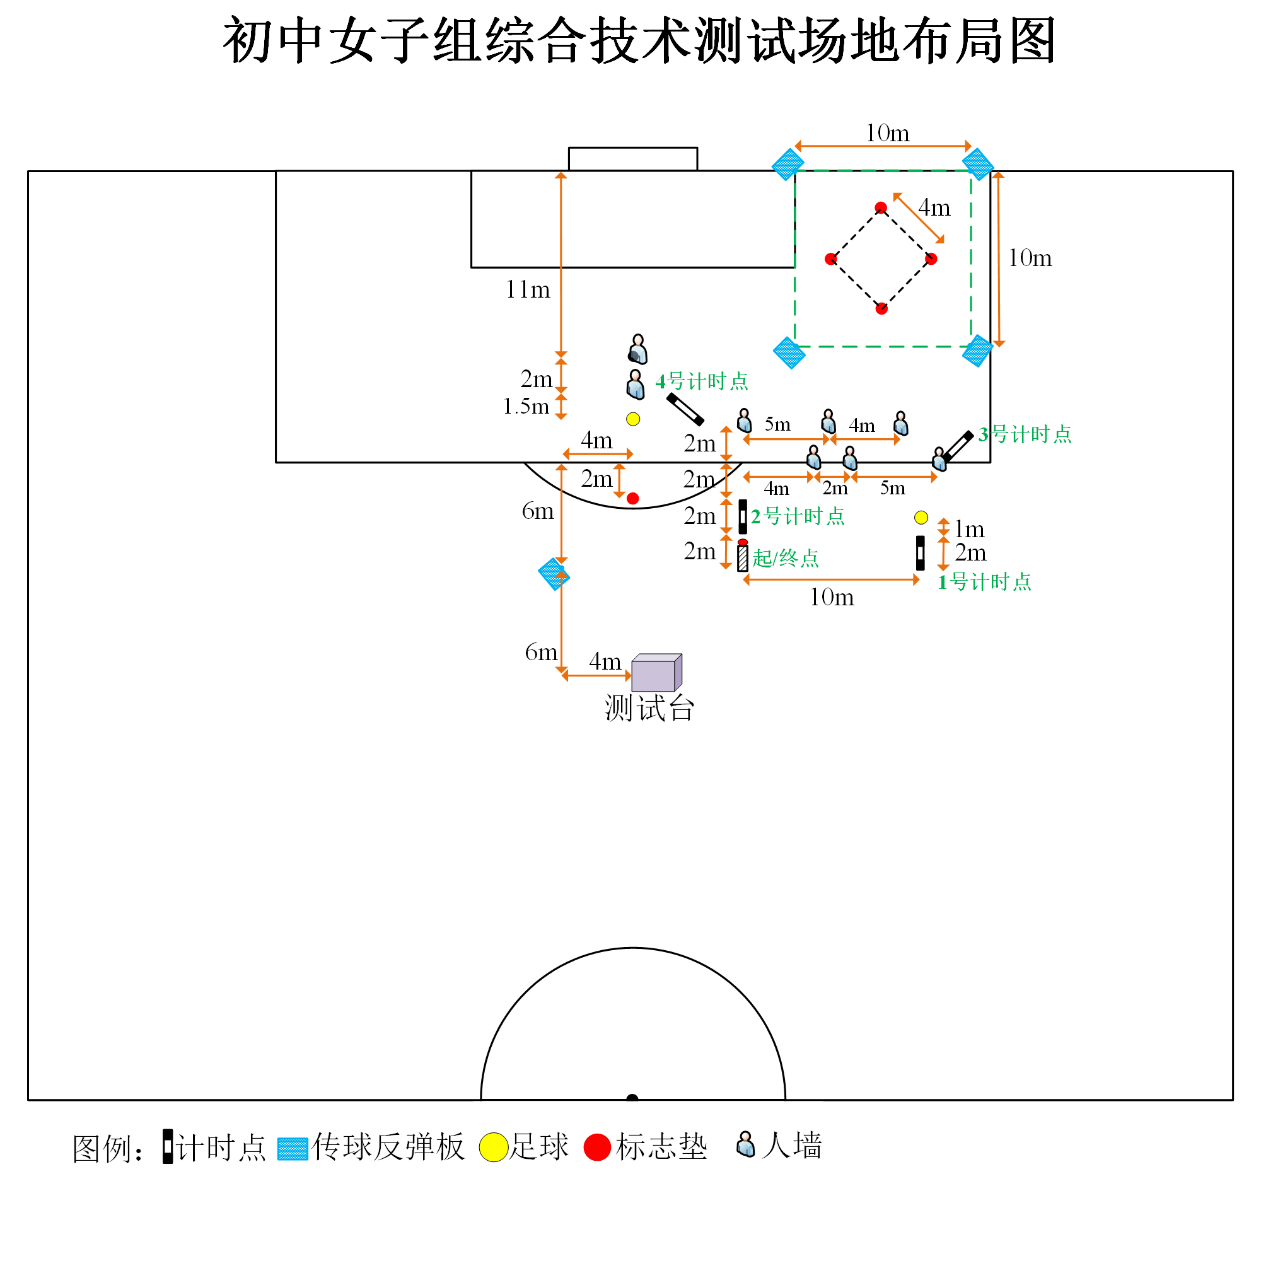 初中女子组综合技术测试场地布局图
10m
4m
10m
11m
2m
4号计时点
1.5m
5m
4m
3号计时点
4m
2m
2m
2m
4m
2m
5m
6m
2m
2号计时点
1m
2m
起/终点
2m
1号计时点
10m
6m
4m
测试台
图例：计时点 传球反弹板 足球 标志垫 人墙